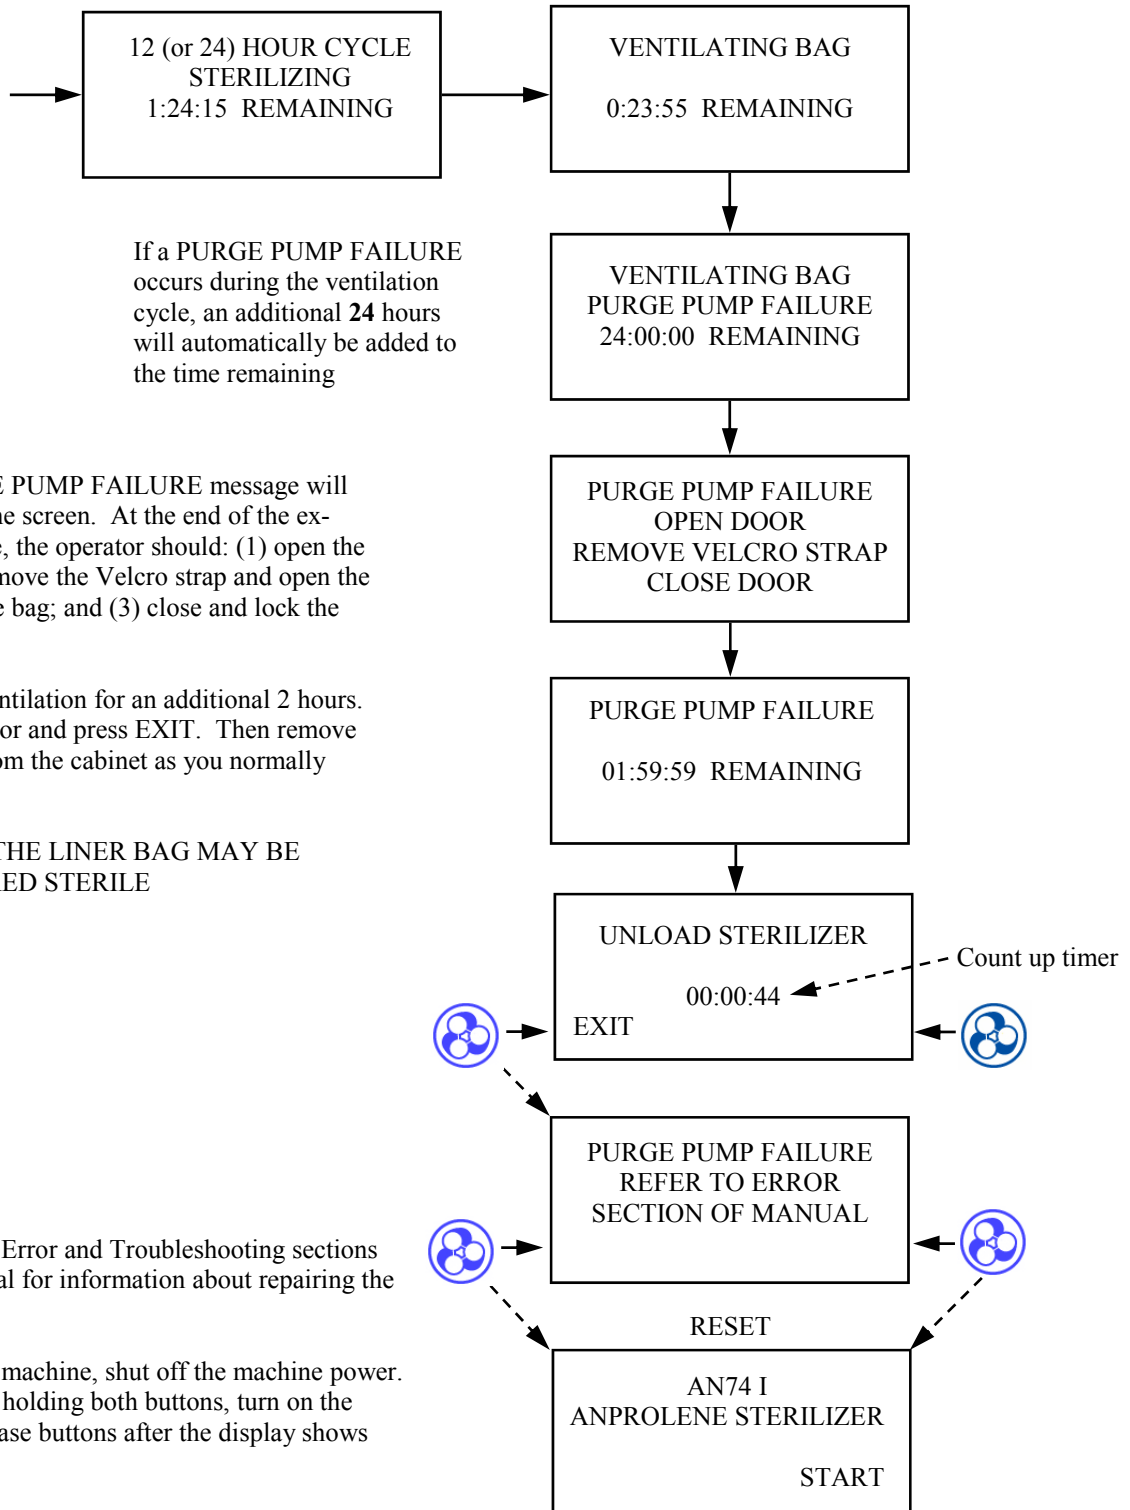 12 (or 24) HOUR CYCLE
STERILIZING
1:24:15 REMAINING
VENTILATING BAG
0:23:55 REMAINING
If a PURGE PUMP FAILURE
occurs during the ventilation
cycle, an additional 24 hours
will automatically be added to
the time remaining
VENTILATING BAG
PURGE PUMP FAILURE
24:00:00 REMAINING
PUMP FAILURE message will
screen. At the end of the ex-
the operator should: (1) open the
move the Velcro strap and open the
bag; and (3) close and lock the
PURGE PUMP FAILURE
OPEN DOOR
REMOVE VELCRO STRAP
CLOSE DOOR
ntilation for an additional 2 hours.
or and press EXIT. Then remove
om the cabinet as you normally
PURGE PUMP FAILURE
01:59:59 REMAINING
THE LINER BAG MAY BE
RED STERILE
UNLOAD STERILIZER
00:00:44
EXIT
Count up timer
PURGE PUMP FAILURE
REFER TO ERROR
SECTION OF MANUAL
Error and Troubleshooting sections
al for information about repairing the
RESET
machine, shut off the machine power.
holding both buttons, turn on the
ase buttons after the display shows
AN74 I
ANPROLENE STERILIZER
START